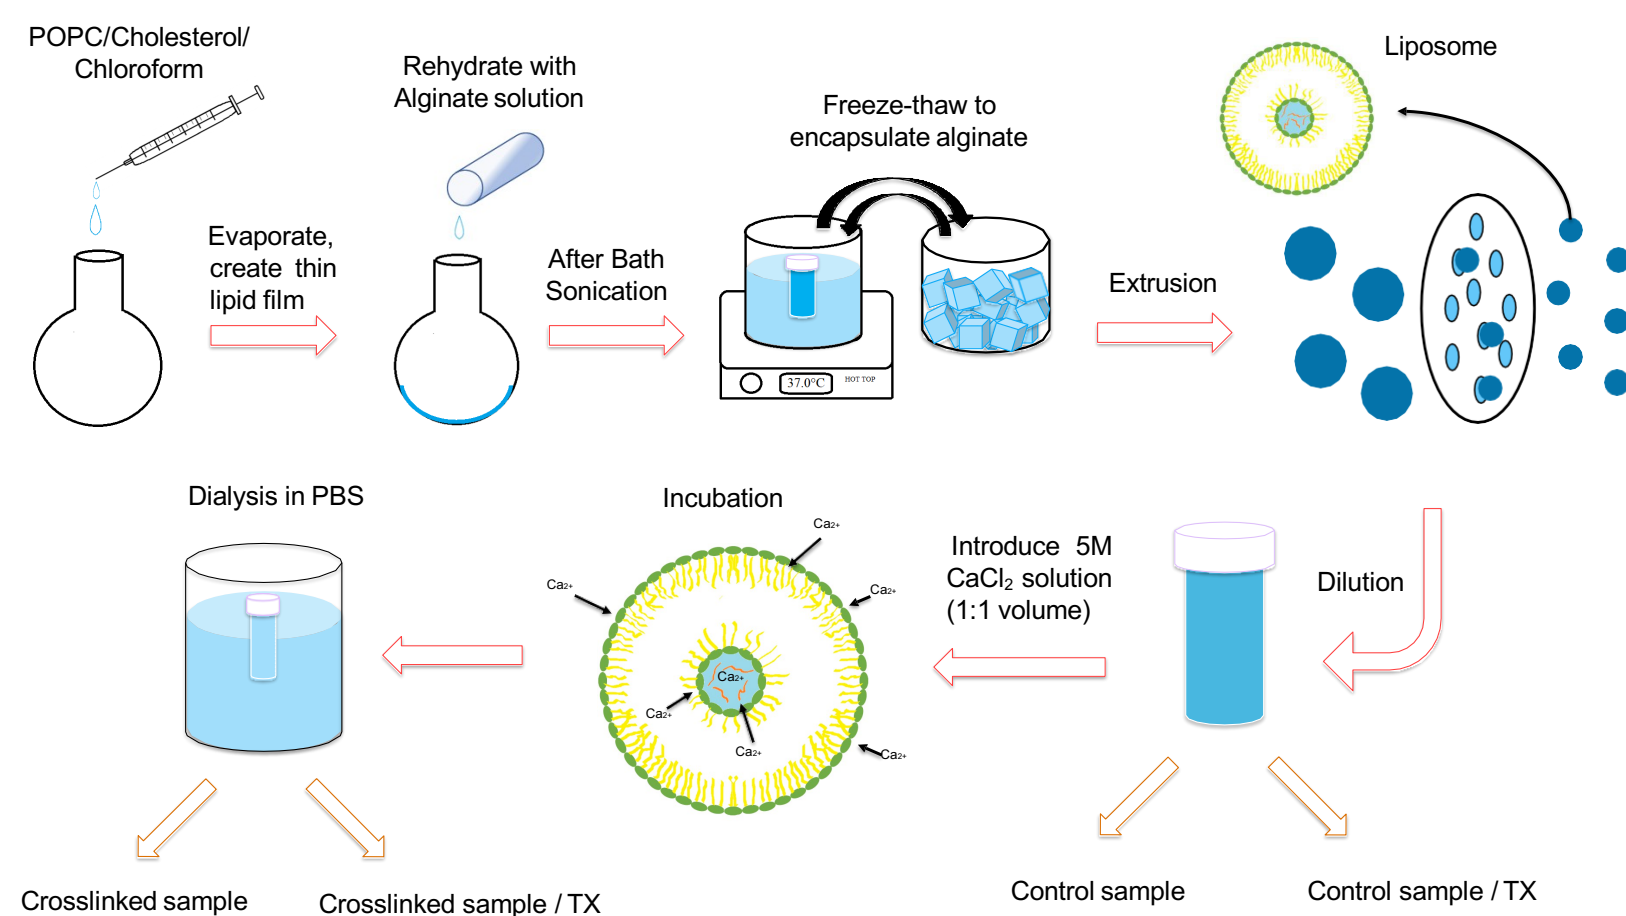 POPC/Cholesterol/
Chloroform
Evaporate,
create thin
lipid film
Rehydrate with
Alginate solution
After Bath
Sonication
Freeze-thaw to
encapsulate alginate
37.0°C
HOT TOP
Extrusion
Liposome
Dilution
Introduce 5M
CaCl₂ solution
(1:1 volume)
Control sample
Control sample / TX
Incubation
Ca2+
Ca2+
Ca2+
Ca2+
Ca2+
Ca2+
Ca2+
Dialysis in PBS
Crosslinked sample
Crosslinked sample / TX